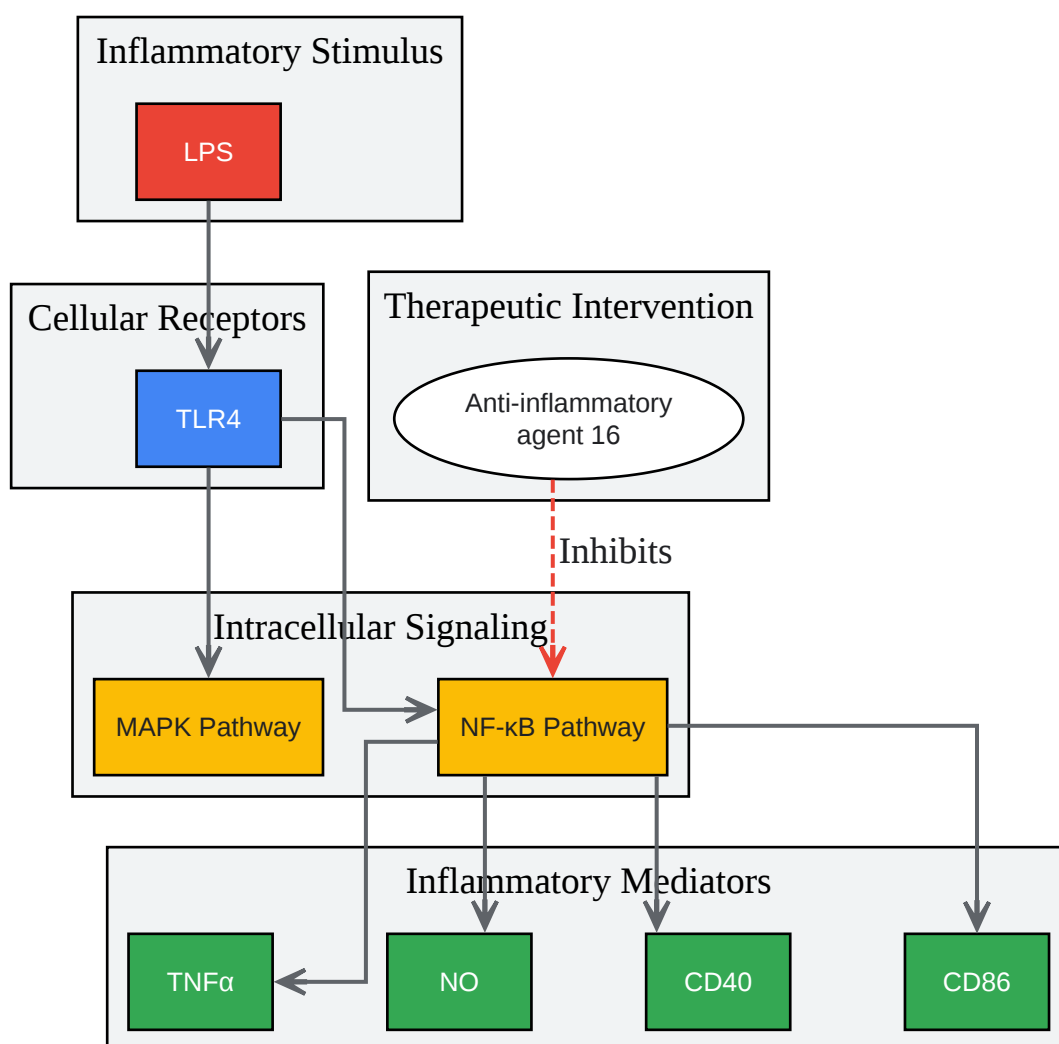 Inflammatory Stimulus
LPS
Cellular Receptors
TLR4
Therapeutic Intervention
Anti-inflammatory
agent 16
Inhibits
Intracellular Signaling
MAPK Pathway
NF-κB Pathway
Inflammatory Mediators
TNFα
NO
CD40
CD86